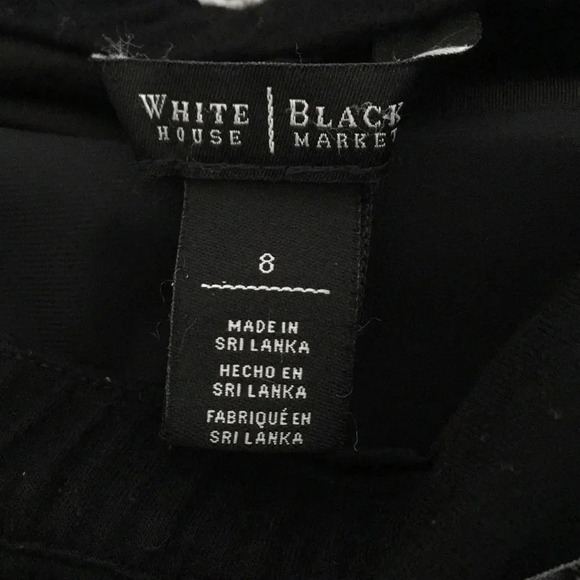 WHITE | BLACK
HOUSE | MARKET
8
MADE IN
SRI LANKA
HECHO EN
SRI LANKA
FABRIQUÉ EN
SRI LANKA